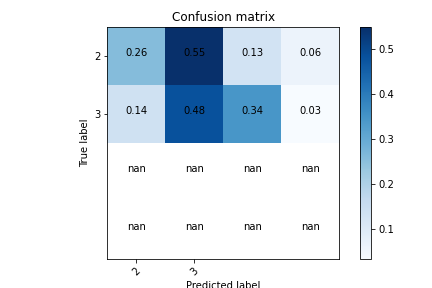 Confusion matrix
2 0.26 0.55 0.13 0.06
3 0.14 0.48 0.34 0.03
nan nan nan nan
nan nan nan nan
2 3
True label
Predicted label
0.5
0.4
0.3
0.2
0.1